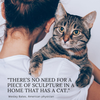 "THERE'S NO NEED FOR A
PIECE OF SCULPTURE IN A
HOME THAT HAS A CAT."